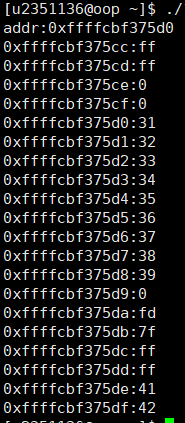 [u2351136@oop ~]$ ./
addr:0xffffcbf375d0
0xffffcbf375cc:ff
0xffffcbf375cd:ff
0xffffcbf375ce:0
0xffffcbf375cf:0
0xffffcbf375d0:31
0xffffcbf375d1:32
0xffffcbf375d2:33
0xffffcbf375d3:34
0xffffcbf375d4:35
0xffffcbf375d5:36
0xffffcbf375d6:37
0xffffcbf375d7:38
0xffffcbf375d8:39
0xffffcbf375d9:0
0xffffcbf375da:fd
0xffffcbf375db:7f
0xffffcbf375dc:ff
0xffffcbf375dd:ff
0xffffcbf375de:41
0xffffcbf375df:42